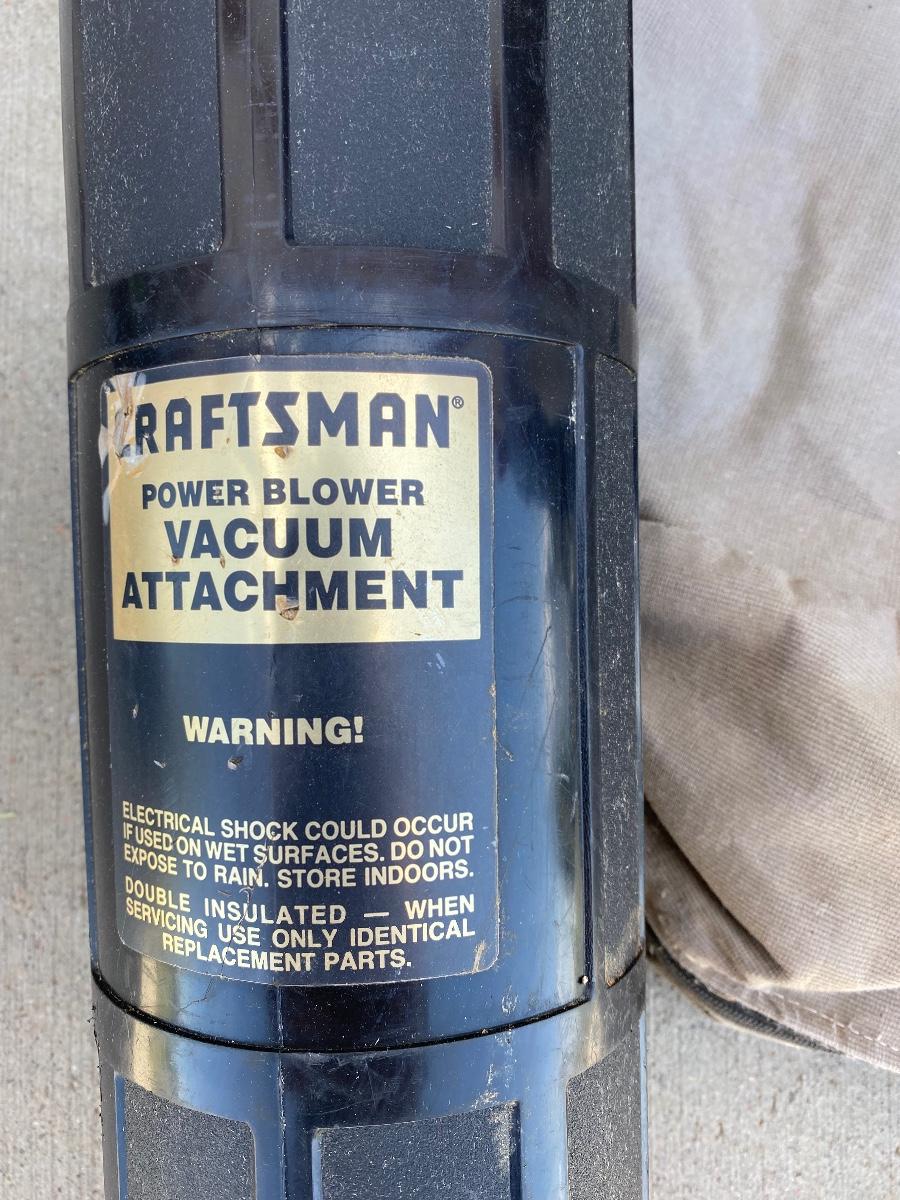 CRAFTSMAN®
POWER BLOWER
VACUUM
ATTACHMENT
WARNING!
ELECTRICAL SHOCK COULD OCCUR
IF USED ON WET SURFACES. DO NOT
EXPOSE TO RAIN. STORE INDOORS.
DOUBLE INSULATED — WHEN
SERVICING USE ONLY IDENTICAL
REPLACEMENT PARTS.